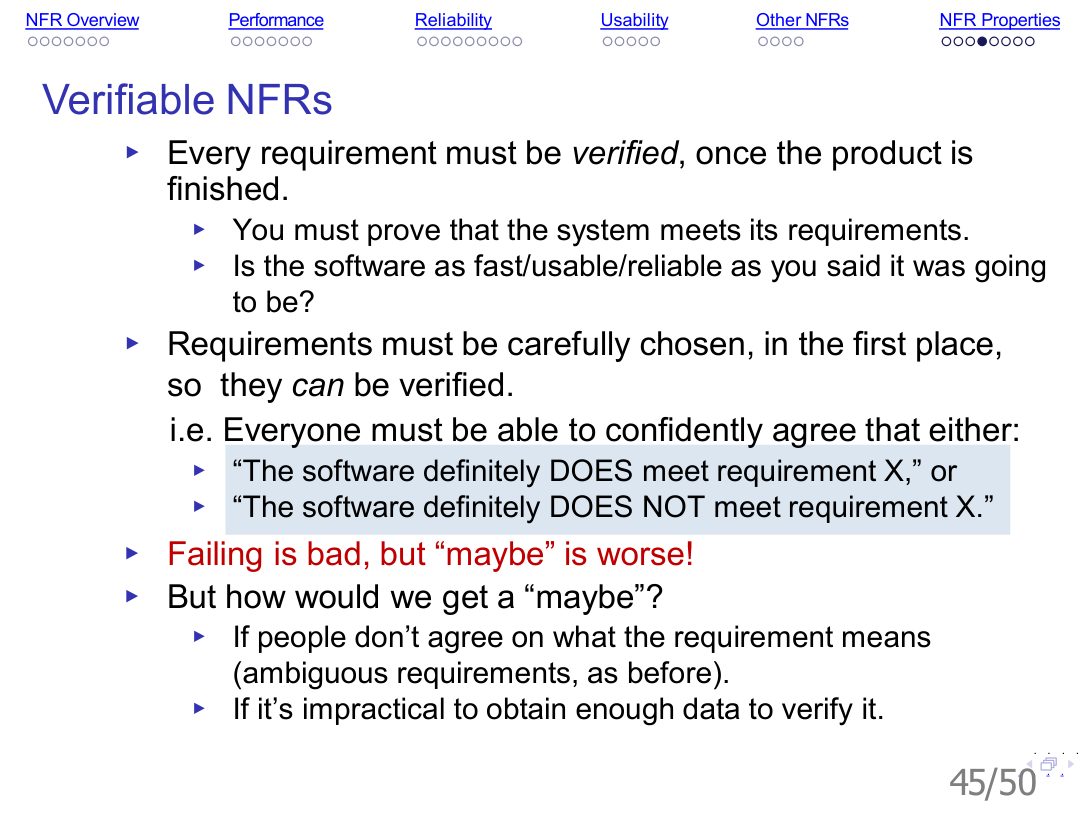 NFR Overview Performance Reliability Usability Other NFRs NFR Properties
Verifiable NFRs
Every requirement must be verified, once the product is
finished.
You must prove that the system meets its requirements.
Is the software as fast/usable/reliable as you said it was going
to be?
Requirements must be carefully chosen, in the first place,
so they can be verified.
i.e. Everyone must be able to confidently agree that either:
“The software definitely DOES meet requirement X,” or
“The software definitely DOES NOT meet requirement X.”
Failing is bad, but “maybe” is worse!
But how would we get a “maybe”?
If people don’t agree on what the requirement means
(ambiguous requirements, as before).
If it’s impractical to obtain enough data to verify it.
45/50